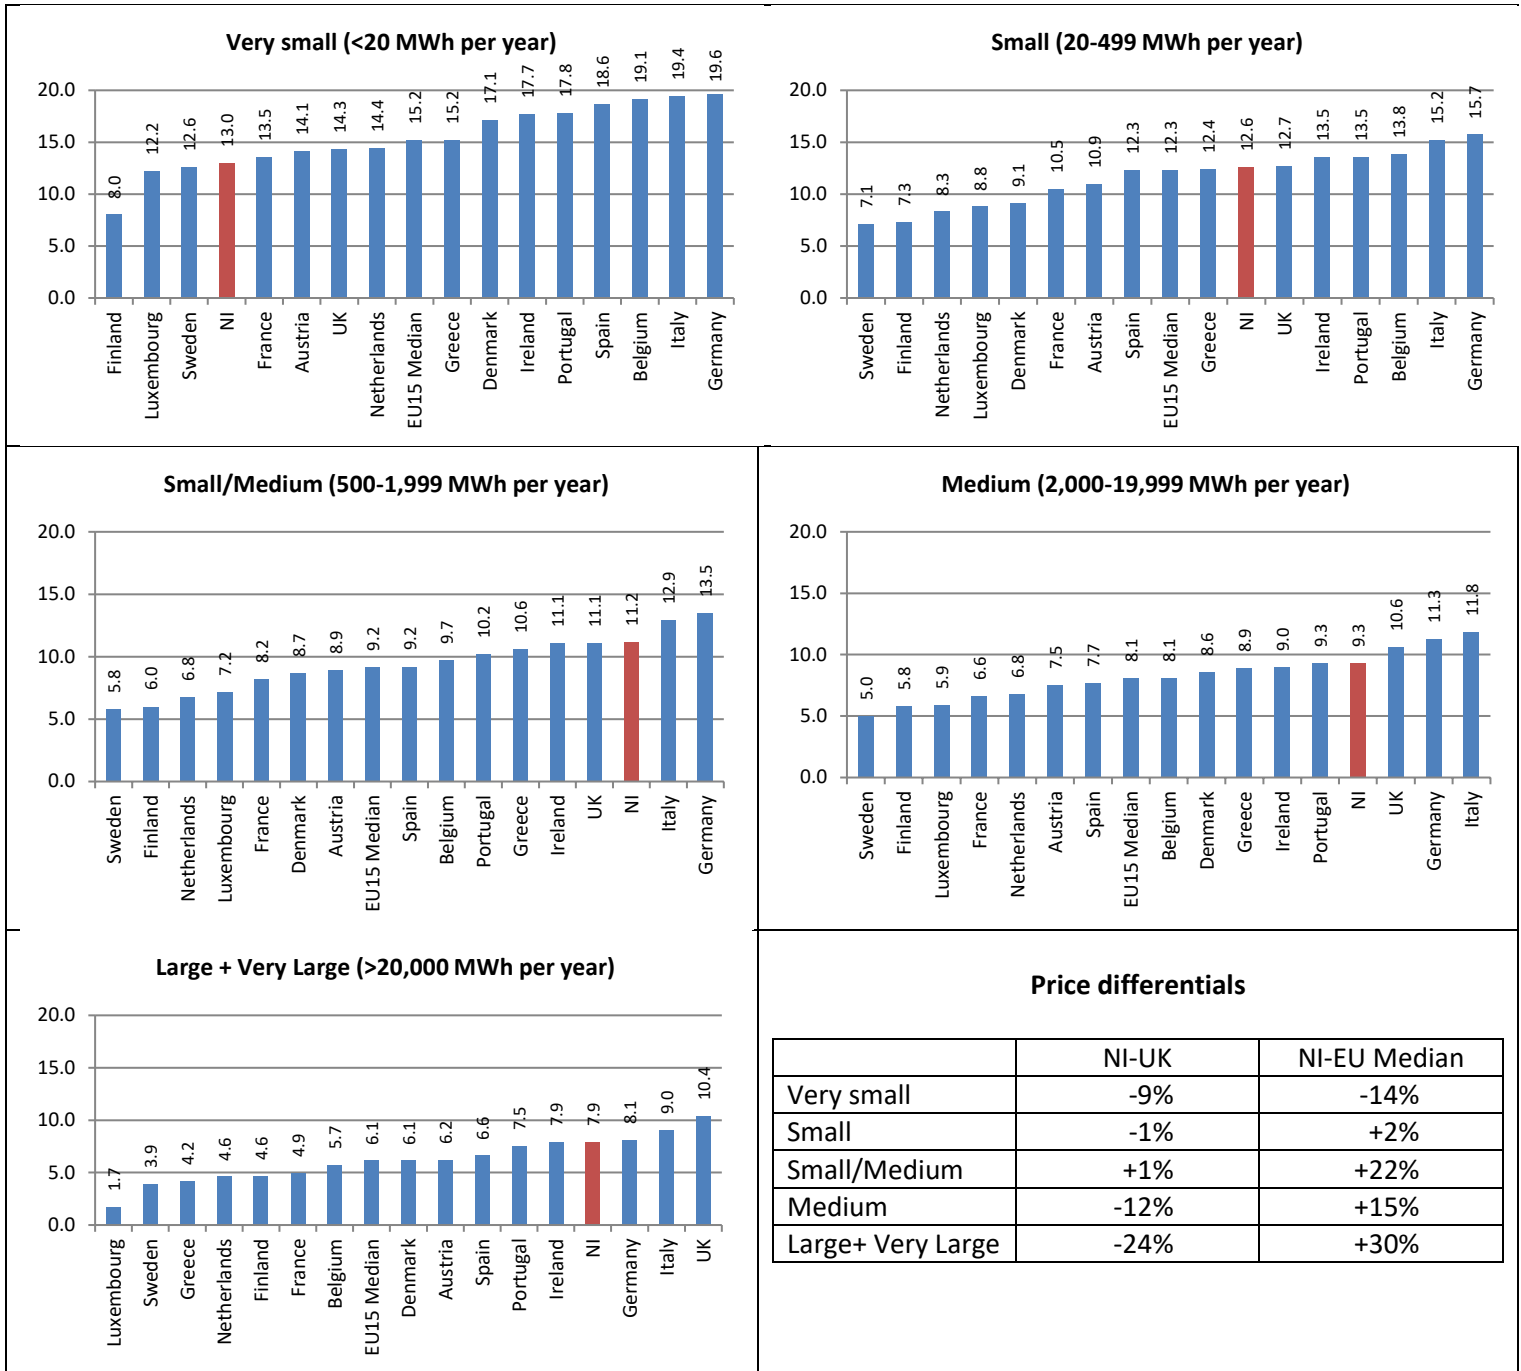 Very small (<20 MWh per year)
20.0
15.0
10.0
5.0
0.0
8.0 12.2 12.6 13.0 13.5 14.1 14.3 14.4 15.2 15.2 17.1 17.7 17.8 18.6 19.1 19.4 19.6
Finland Luxembourg Sweden NI France Austria UK Netherlands EU15 Median Greece Denmark Ireland Portugal Spain Belgium Italy Germany
Small (20-499 MWh per year)
20.0
15.0
10.0
5.0
0.0
7.1 7.3 8.3 8.8 9.1 10.5 10.9 12.3 12.3 12.4 12.6 12.7 13.5 13.5 13.8 15.2 15.7
Sweden Finland Netherlands Luxembourg Denmark France Austria Spain EU15 Median Greece NI UK Ireland Portugal Belgium Italy Germany
Small/Medium (500-1,999 MWh per year)
20.0
15.0
10.0
5.0
0.0
5.8 6.0 6.8 7.2 8.2 8.7 8.9 9.2 9.2 9.7 10.2 10.6 11.1 11.1 11.2 12.9 13.5
Sweden Finland Netherlands Luxembourg France Denmark Austria EU15 Median Spain Belgium Portugal Greece Ireland UK NI Italy Germany
Medium (2,000-19,999 MWh per year)
20.0
15.0
10.0
5.0
0.0
5.0 5.8 5.9 6.6 6.8 7.5 7.7 8.1 8.1 8.6 8.9 9.0 9.3 9.3 10.6 11.3 11.8
Sweden Finland Luxembourg France Netherlands Austria Spain EU15 Median Belgium Denmark Greece Ireland Portugal NI UK Germany Italy
Large + Very Large (>20,000 MWh per year)
20.0
15.0
10.0
5.0
0.0
1.7 3.9 4.2 4.6 4.6 4.9 5.7 6.1 6.1 6.2 6.6 7.5 7.9 7.9 8.1 9.0 10.4
Luxembourg Sweden Greece Netherlands Finland France Belgium EU15 Median Denmark Austria Spain Portugal Ireland NI Germany Italy UK
Price differentials
NI-UK NI-EU Median
Very small -9% -14%
Small -1% +2%
Small/Medium +1% +22%
Medium -12% +15%
Large+ Very Large -24% +30%